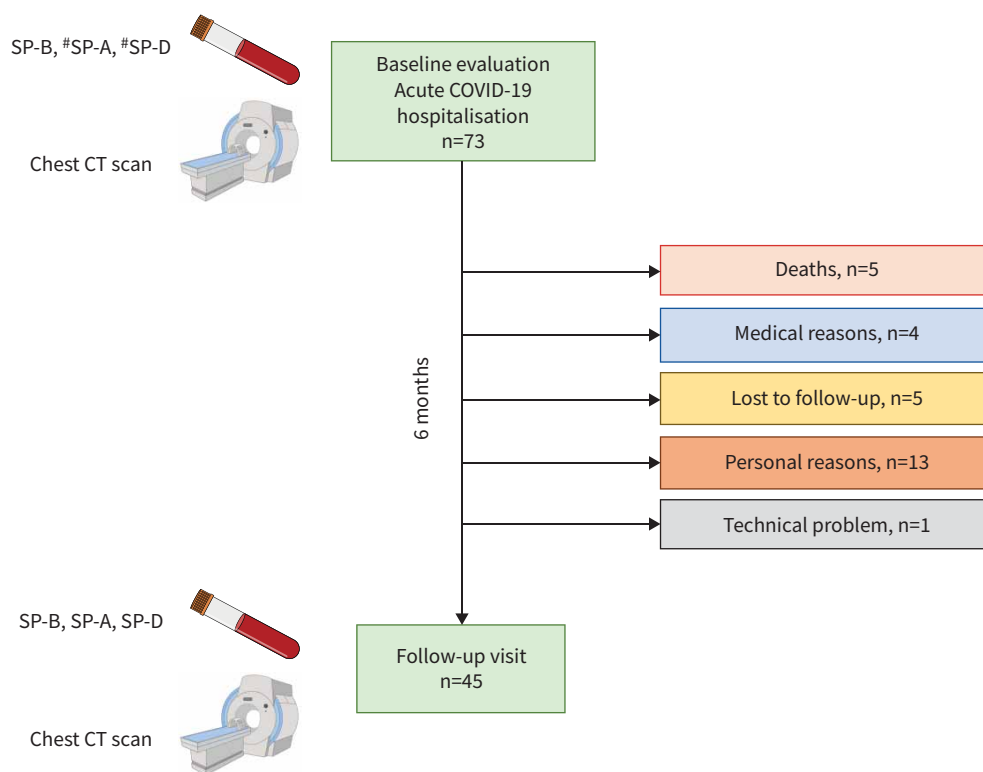 SP-B, #SP-A, #SP-D
Chest CT scan
Baseline evaluation
Acute COVID-19
hospitalisation
n=73
6 months
Deaths, n=5
Medical reasons, n=4
Lost to follow-up, n=5
Personal reasons, n=13
Technical problem, n=1
SP-B, SP-A, SP-D
Chest CT scan
Follow-up visit
n=45